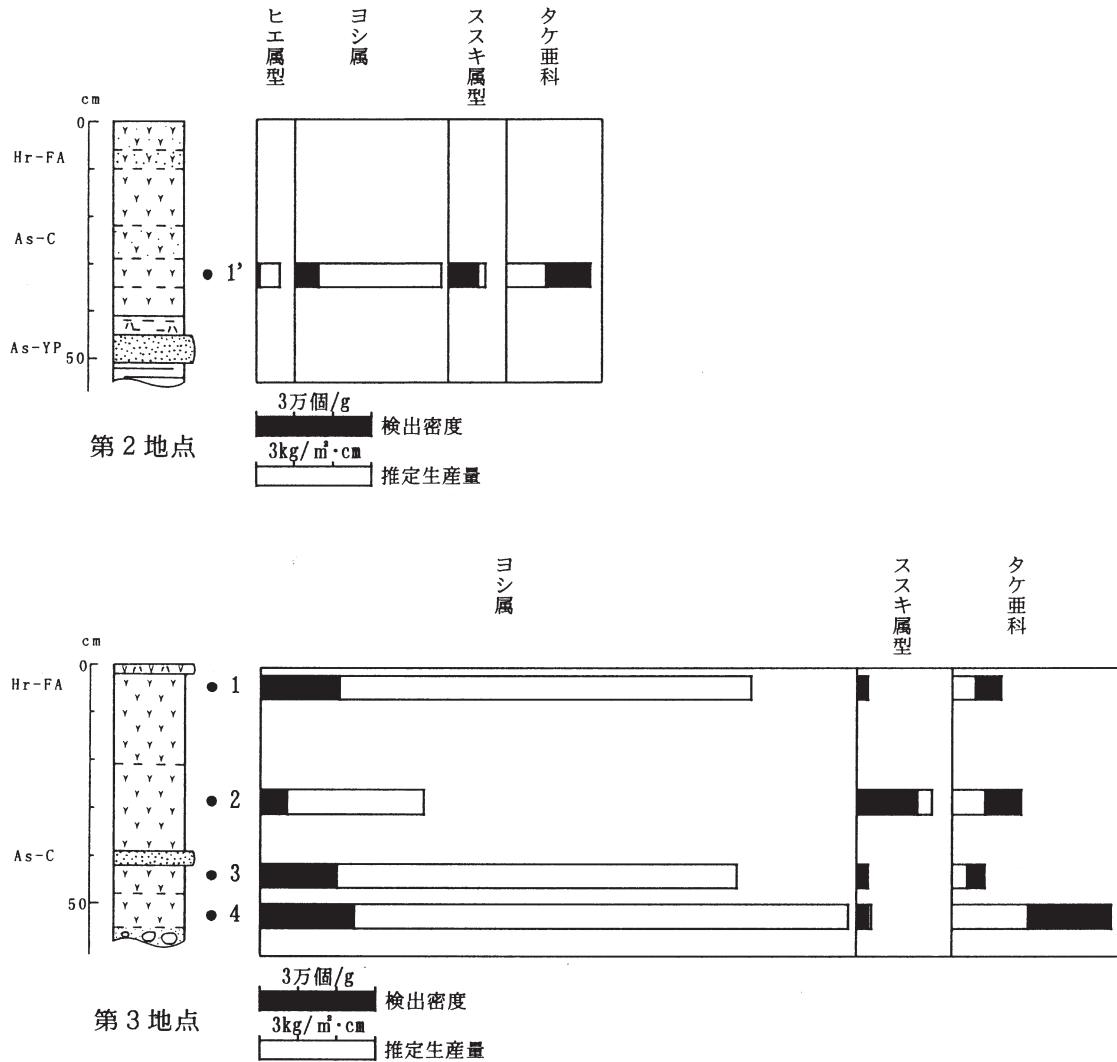 ヒエ属型
ヨシ属
ススキ属型
タケ亜科
cm
0
Hr-FA
As-C
1’
As-YP
50
3万個/g
検出密度
3kg/㎡·cm
推定生産量
第2地点
ヨシ属
ススキ属型
タケ亜科
cm
0
Hr-FA
1
2
As-C
3
50
4
3万個/g
検出密度
3kg/㎡·cm
推定生産量
第3地点